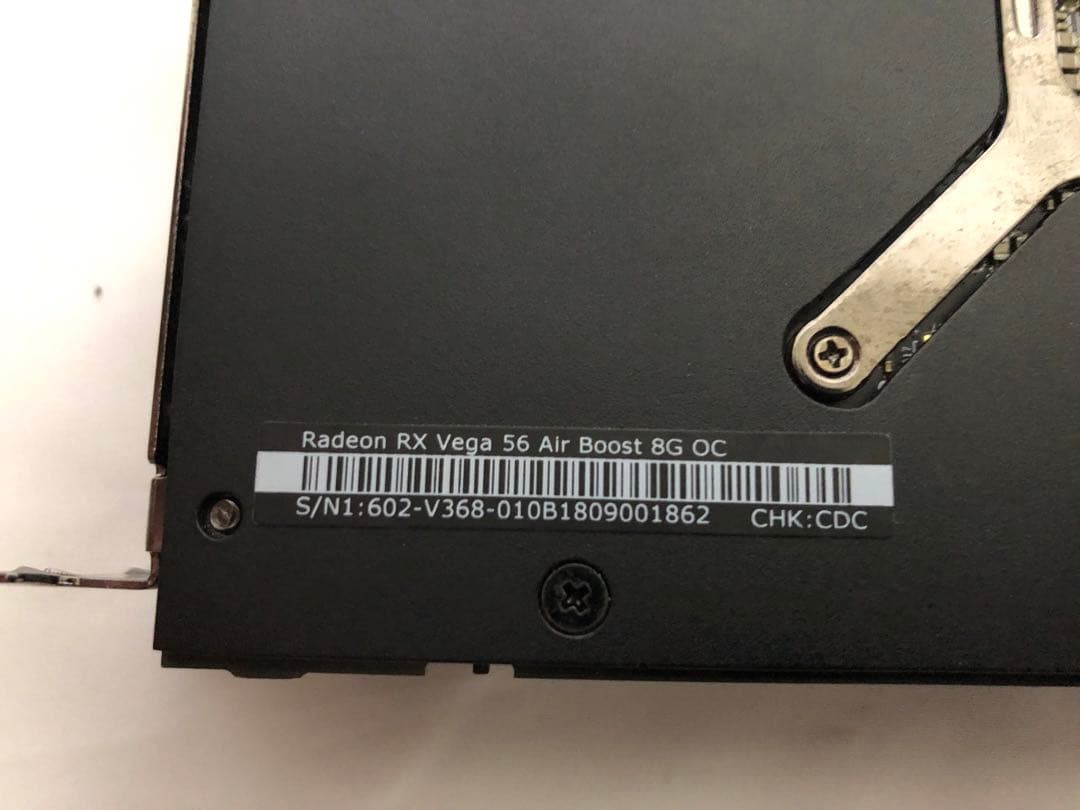 Radeon RX Vega 56 Air Boost 8G OC
S/N1:602-V368-010B1809001862 CHK:CDC